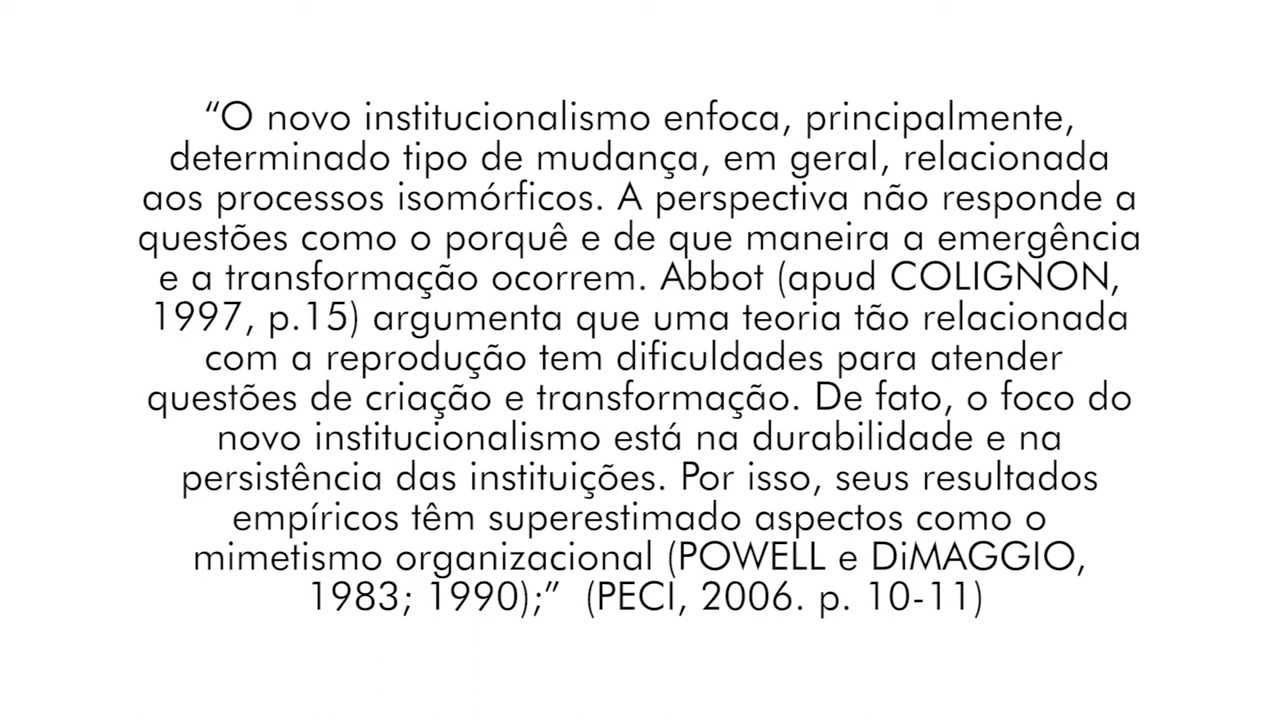 “O novo institucionalismo enfoca, principalmente,
determinado tipo de mudança, em geral, relacionada
aos processos isomórficos. A perspectiva não responde a
questões como o porquê e de que maneira a emergência
e a transformação ocorrem. Abbot (apud COLIGNON,
1997, p.15) argumenta que uma teoria tão relacionada
com a reprodução tem dificuldades para atender
questões de criação e transformação. De fato, o foco do
novo institucionalismo está na durabilidade e na
persistência das instituições. Por isso, seus resultados
empíricos têm superestimado aspectos como o
mimetismo organizacional (POWELL e DiMAGGIO,
1983; 1990);” (PECI, 2006. p. 10-11)